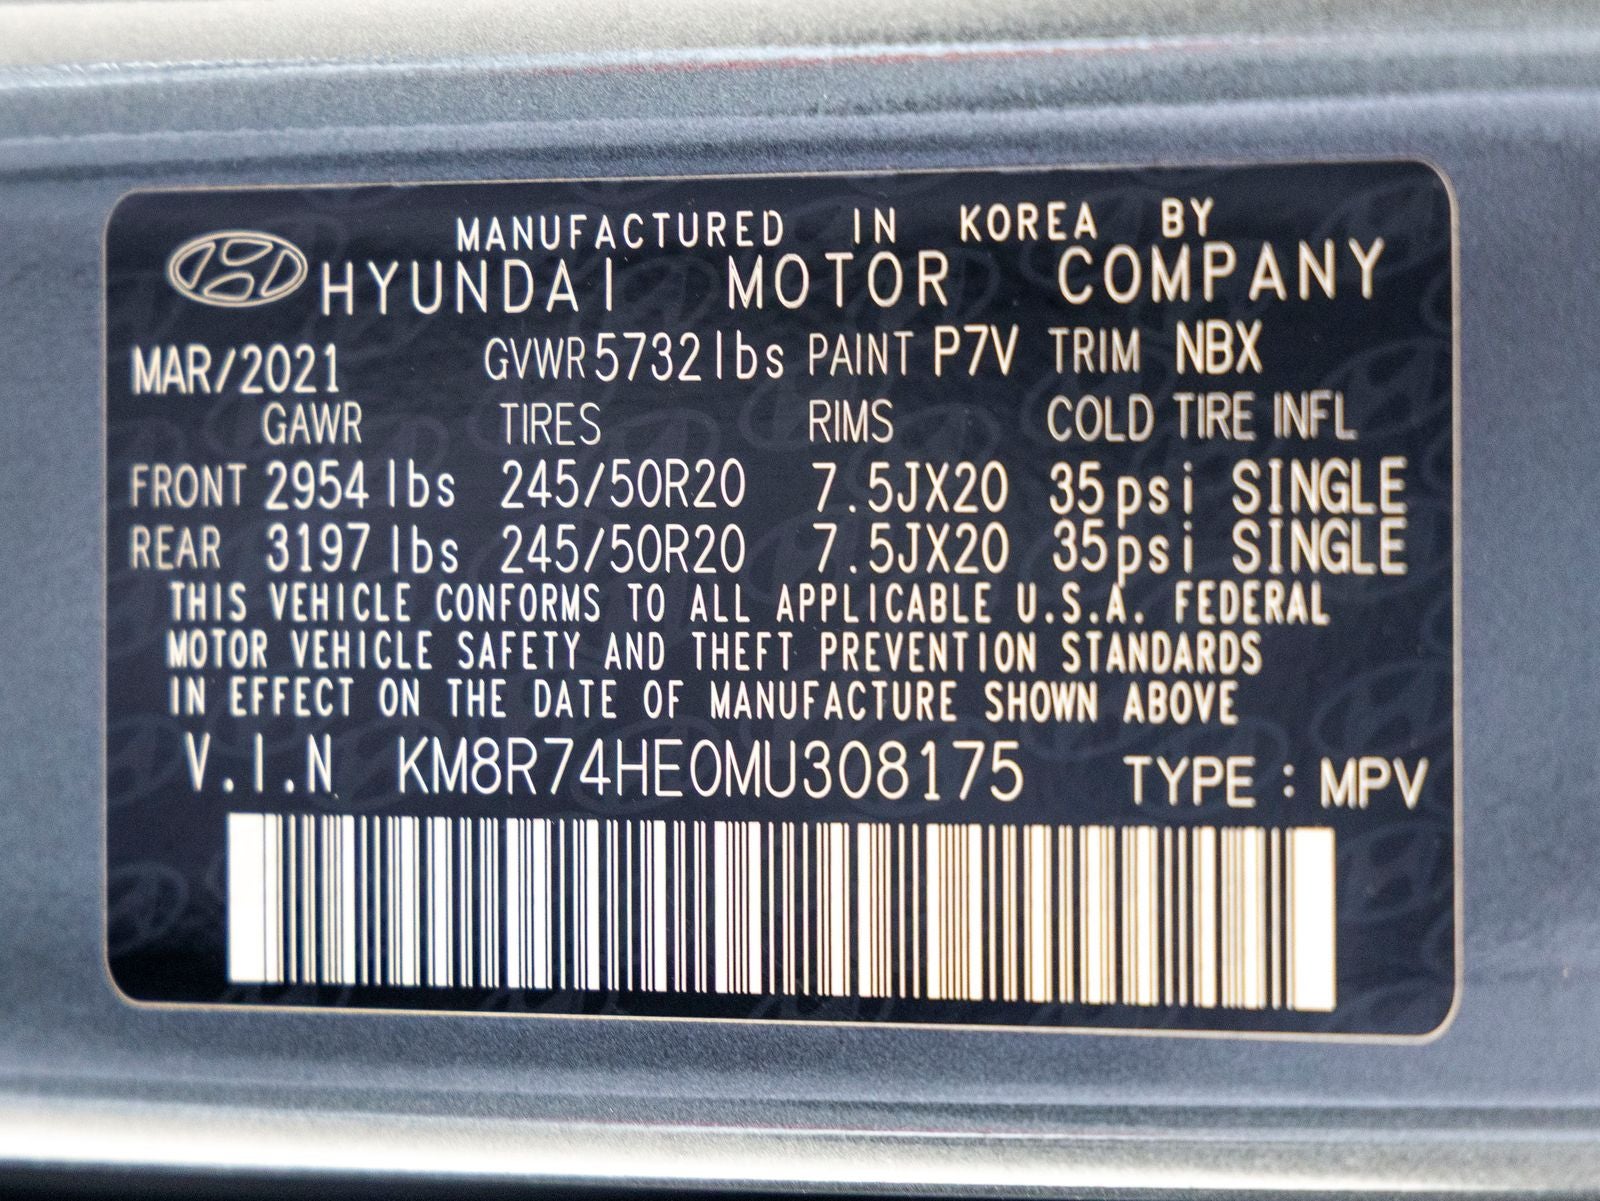 MANUFACTURED IN KOREA BY
HYUNDAI MOTOR COMPANY
MAR/2021 GVWR 5732 lbs PAINT P7V TRIM NBX
GAWR TIRES RIMS COLD TIRE INFL
FRONT 2954 lbs 245/50R20 7.5JX20 35psi SINGLE
REAR 3197 lbs 245/50R20 7.5JX20 35psi SINGLE
THIS VEHICLE CONFORMS TO ALL APPLICABLE U.S.A. FEDERAL
MOTOR VEHICLE SAFETY AND THEFT PREVENTION STANDARDS
IN EFFECT ON THE DATE OF MANUFACTURE SHOWN ABOVE
V.I.N KM8R74HE0MU308175 TYPE : MPV